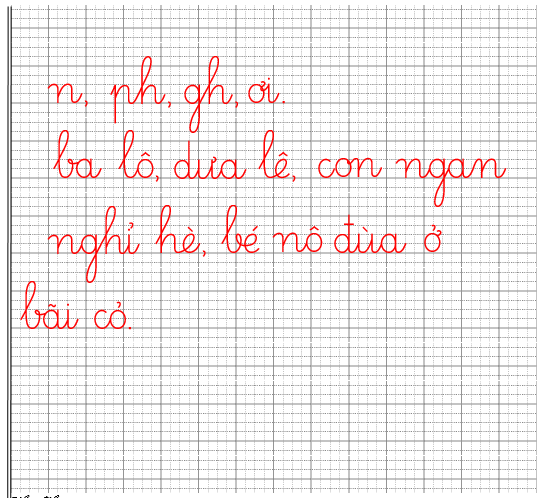 n, ph, gh, ơi.
ba lô, dưa lê, con ngan
nghỉ hè, bé nô đùa ở
bãi cỏ.